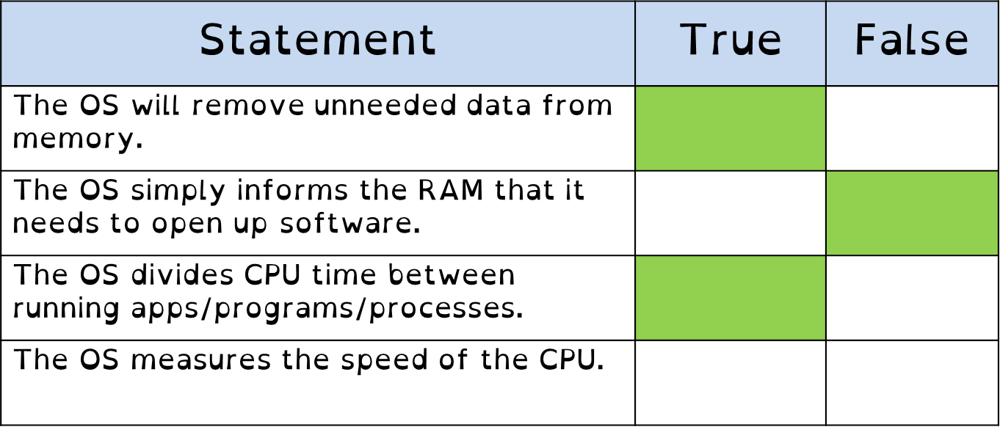 Statement True False
The OS will remove unneeded data from
memory.
The OS simply informs the RAM that it
needs to open up software.
The OS divides CPU time between
running apps/programs/processes.
The OS measures the speed of the CPU.